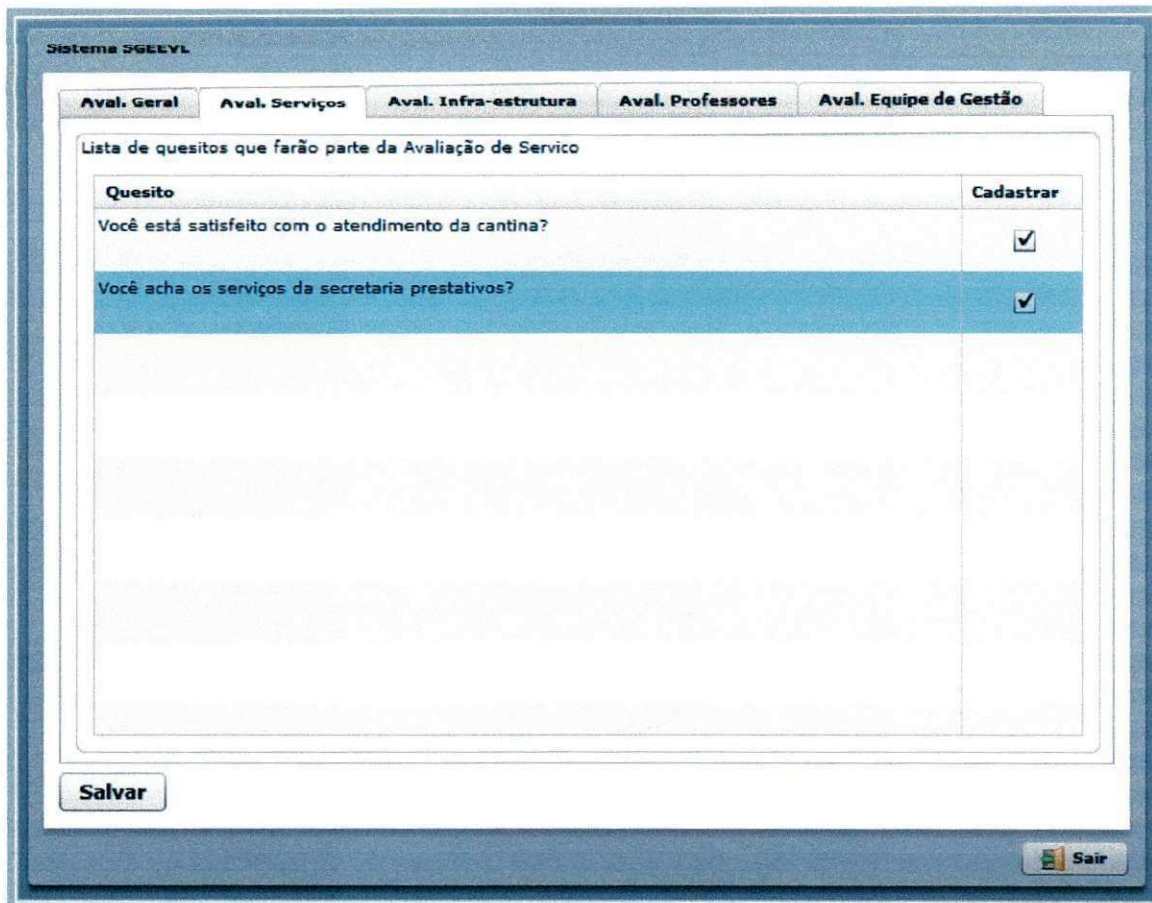 Sistema SGEEVL
Aval. Geral Aval. Serviços Aval. Infra-estrutura Aval. Professores Aval. Equipe de Gestão
Lista de quesitos que farão parte da Avaliação de Servico
Quesito Cadastrar
Você está satisfeito com o atendimento da cantina?
Você acha os serviços da secretaria prestativos?
Salvar
Sair